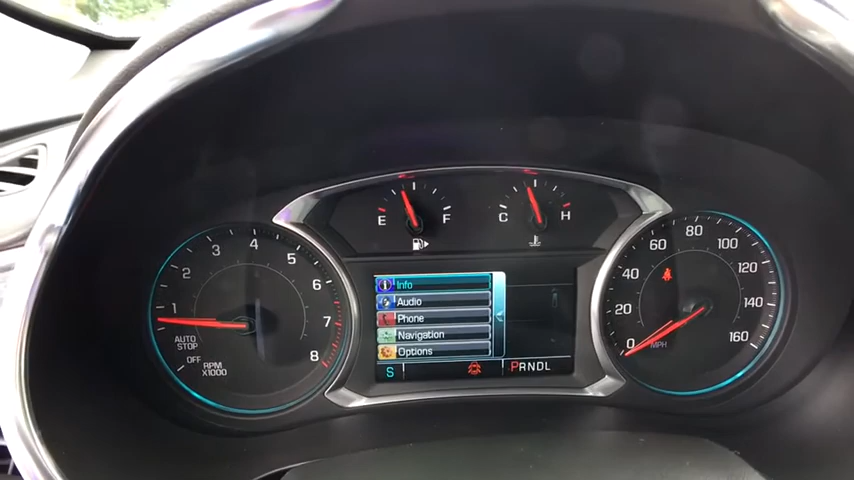 E F
C H
1 2 3 4 5 6 7 8
AUTO
STOP
OFF
RPM
X1000
Info
Audio
Phone
Navigation
Options
S
PRNDL
0 20 40 60 80 100 120 140 160
MPH